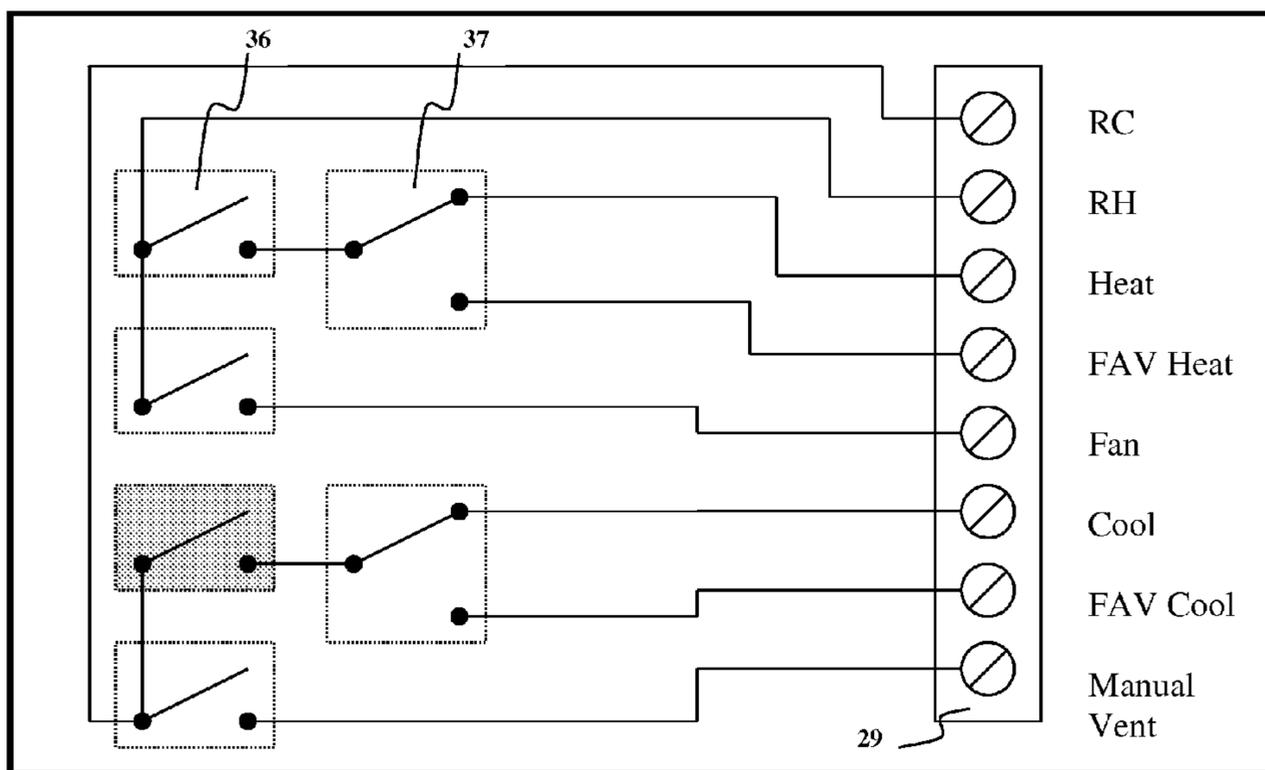 36
37
RC
RH
Heat
FAV Heat
Fan
Cool
FAV Cool
Manual
Vent
29